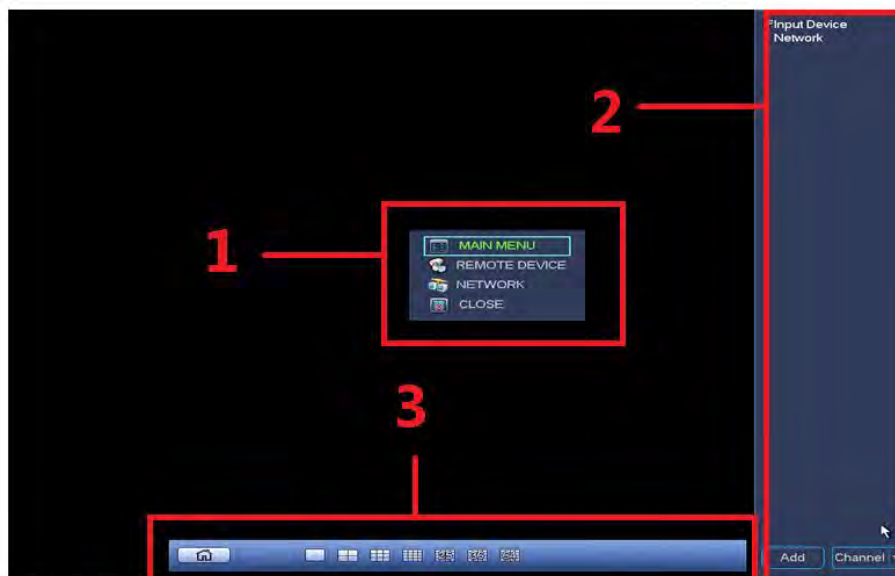 Input Device
Network
2
1
MAIN MENU
REMOTE DEVICE
NETWORK
CLOSE
3
Add
Channel